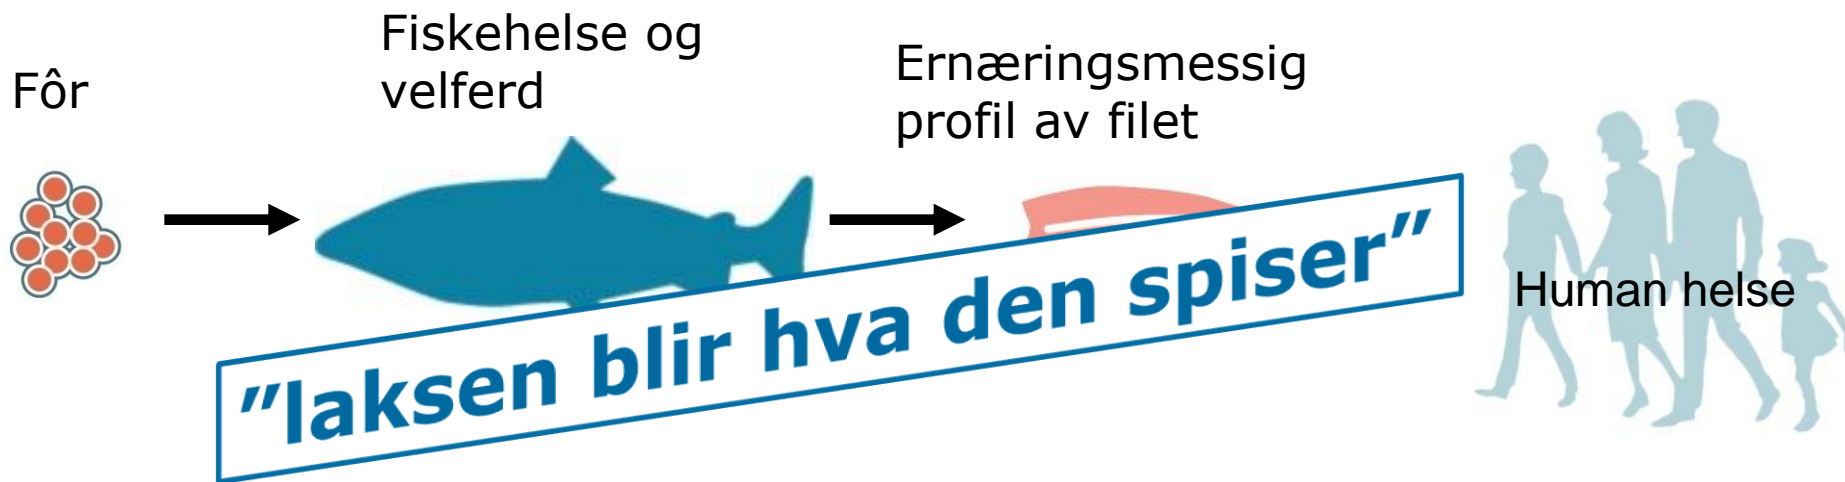 Fôr
Fiskehelse og
velferd
Ernæringsmessig
profil av filet
Human helse
”laksen blir hva den spiser”